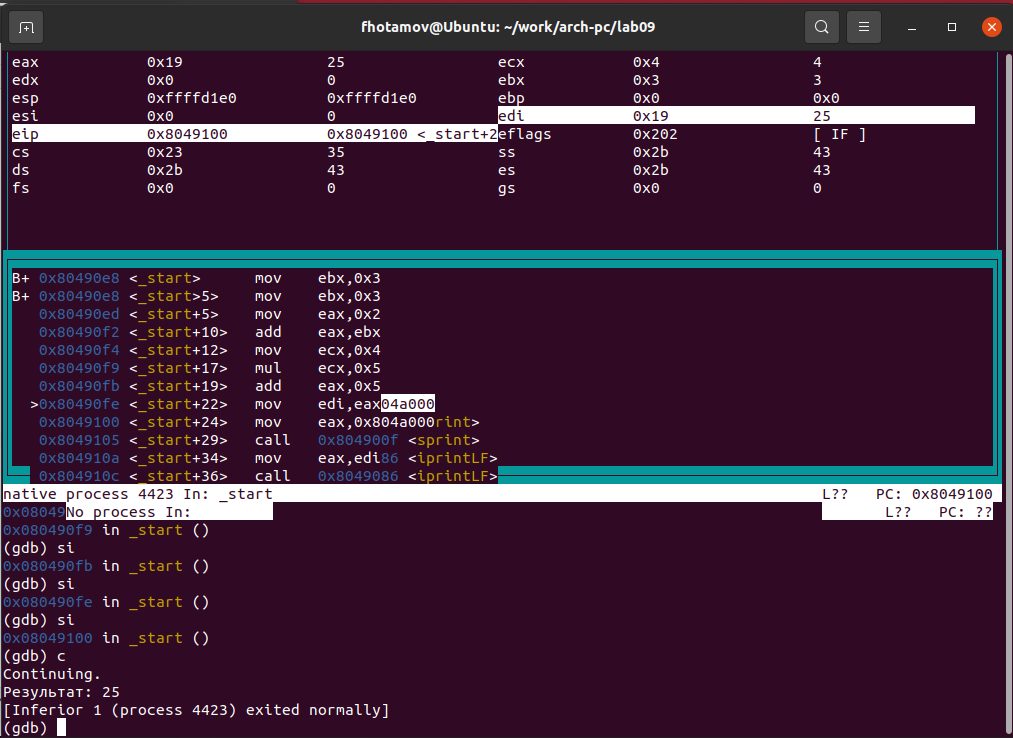 fhotamov@Ubuntu: ~/work/arch-pc/lab09
eax 0x19 25 ecx 0x4 4
edx 0x0 0 ebx 0x3 3
esp 0xffffd1e0 0xffffd1e0 ebp 0x0 0x0
esi 0x0 0 edi 0x19 25
eip 0x8049100 0x8049100 <_start+2eflags 0x202 [ IF ]
cs 0x23 35 ss 0x2b 43
ds 0x2b 43 es 0x2b 43
fs 0x0 0 gs 0x0 0
B+ 0x80490e8 <_start> mov ebx,0x3
B+ 0x80490e8 <_start>5> mov ebx,0x3
0x80490ed <_start+5> mov eax,0x2
0x80490f2 <_start+10> add eax,ebx
0x80490f4 <_start+12> mov ecx,0x4
0x80490f9 <_start+17> mul ecx,0x5
0x80490fb <_start+19> add eax,0x5
>0x80490fe <_start+22> mov edi,eax04a000
0x8049100 <_start+24> mov eax,0x804a000rint>
0x8049105 <_start+29> call 0x804900f <sprint>
0x804910a <_start+34> mov eax,edi86 <iprintLF>
0x804910c <_start+36> call 0x8049086 <iprintLF>
native process 4423 In: _start L?? PC: 0x8049100
0x08049No process In: L?? PC: ??
0x080490f9 in _start ()
(gdb) si
0x080490fb in _start ()
(gdb) si
0x080490fe in _start ()
(gdb) si
0x08049100 in _start ()
(gdb) c
Continuing.
Результат: 25
[Inferior 1 (process 4423) exited normally]
(gdb)